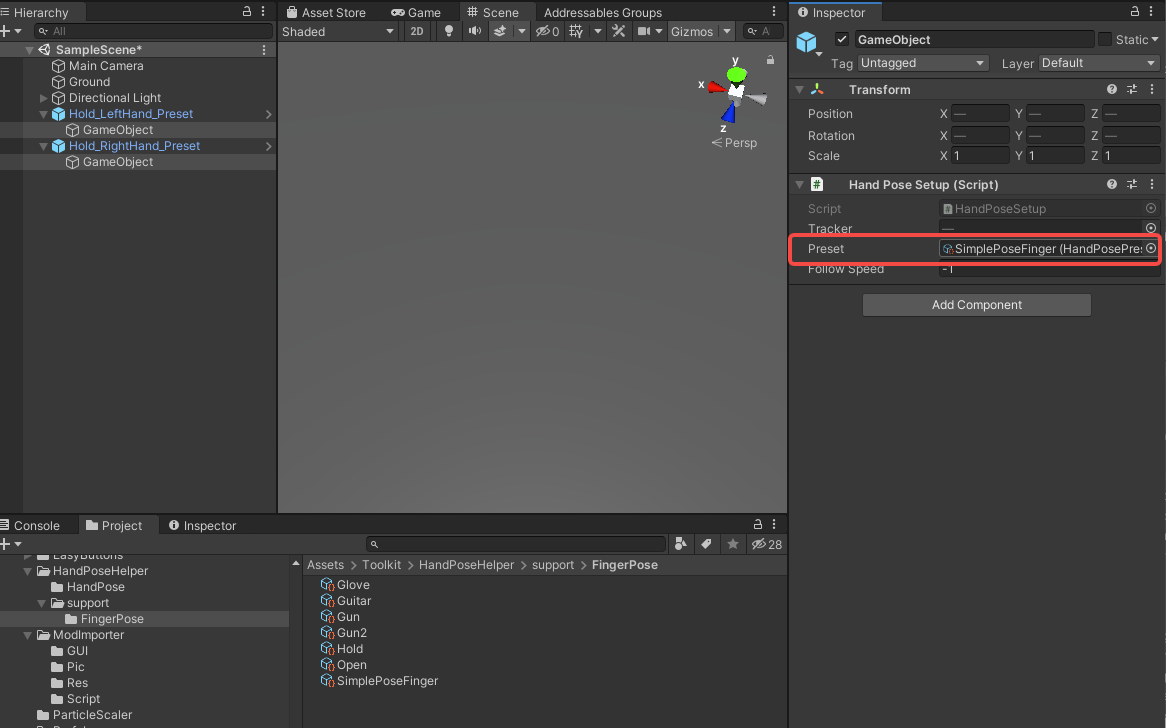 Hierarchy
All
SampleScene*
Main Camera
Ground
Directional Light
Hold_LeftHand_Preset
GameObject
Hold_RightHand_Preset
GameObject
Asset Store Game Scene Addressables Groups
Shaded 2D 0 Gizmos A
y
x
z
Persp
Inspector
GameObject Static
Tag Untagged Layer Default
Transform
Position X — Y — Z —
Rotation X — Y — Z —
Scale X 1 Y 1 Z 1
# Hand Pose Setup (Script)
Script # HandPoseSetup
Tracker —
Preset SimplePoseFinger (HandPosePres
Follow Speed -1
Add Component
Console Project Inspector
28
EasyButtons
HandPoseHelper
HandPose
support
FingerPose
ModImporter
GUI
Pic
Res
Script
ParticleScaler
Assets > Toolkit > HandPoseHelper > support > FingerPose
Glove
Guitar
Gun
Gun2
Hold
Open
SimplePoseFinger